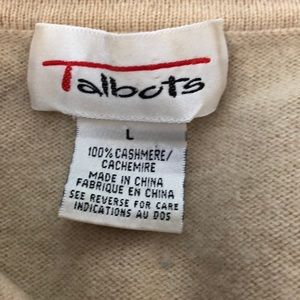 Talbots
L
100% CASHMERE/
CACHEMIRE
MADE IN CHINA
FABRIQUE EN CHINA
SEE REVERSE FOR CARE
INDICATIONS AU DOS